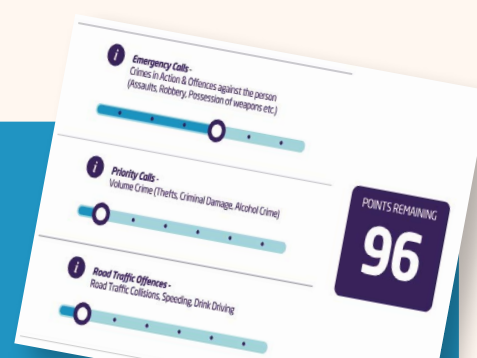 i
Emergency Calls -
Crimes in Action & Offences against the person
(Assaults, Robbery, Possession of weapons etc.)
i
Priority Calls -
Volume Crime (Thefts, Criminal Damage, Alcohol Crime)
POINTS REMAINING
96
i
Road Traffic Offences -
Road Traffic Collisions, Speeding, Drink Driving